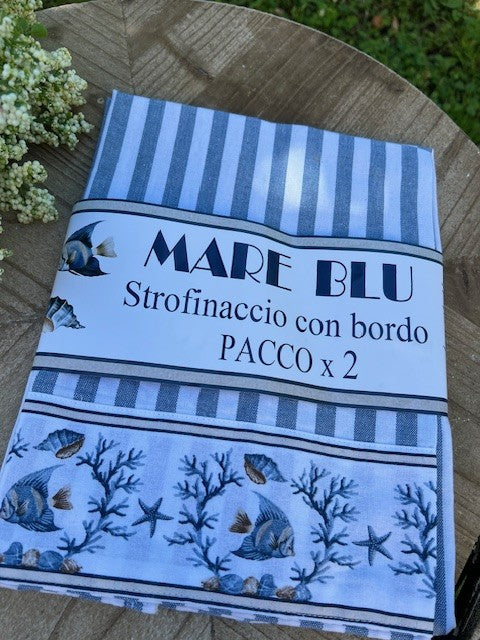 MARE BLU
Strofinaccio con bordo
PACCO x 2